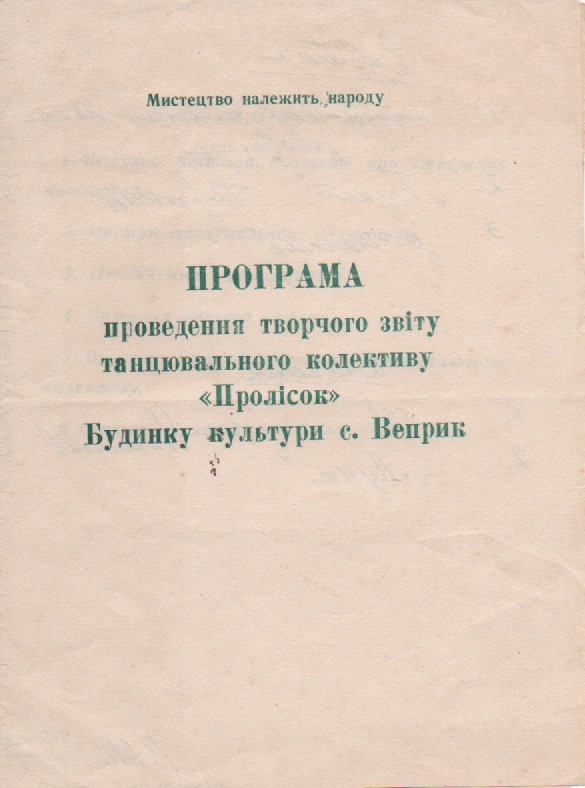 Мистецтво належить народу
ПРОГРАМА
проведення творчого звіту
танцювального колективу
«Пролісок»
Будинку культури с. Веприк